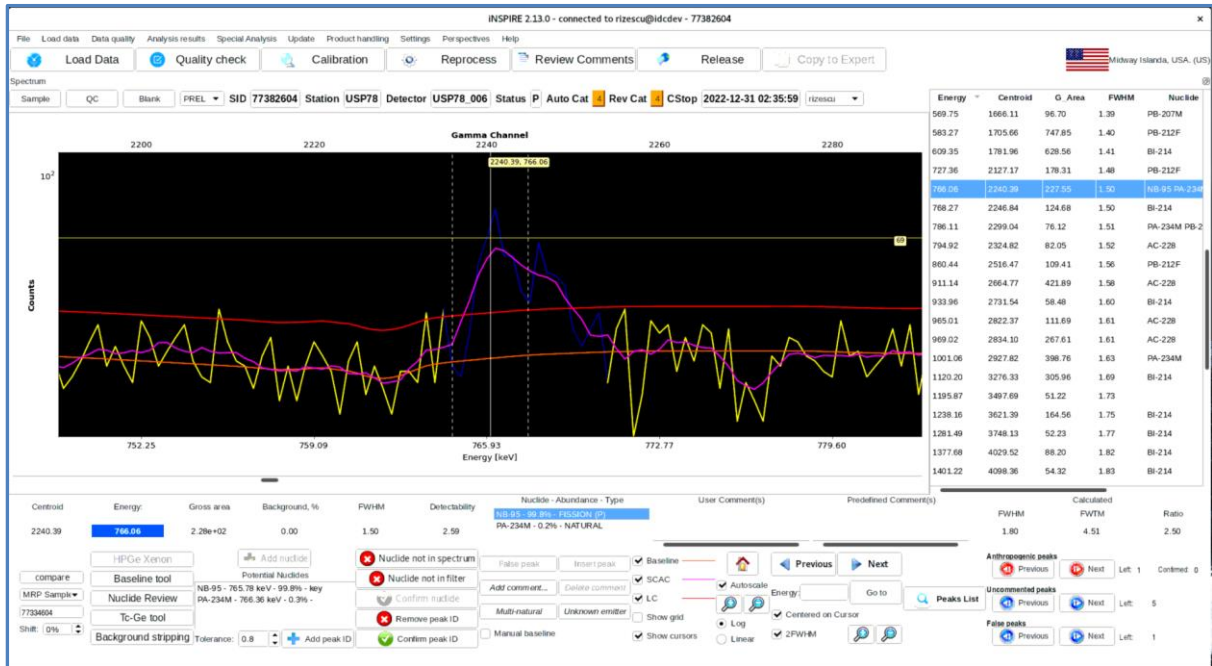 iNSPIRE 2.13.0 - connected to rizescu@idcdev - 77382604
File Load data Data quality Analysis results Special Analysis Update Product handling Settings Perspectives Help
Load Data Quality check Calibration Reprocess Review Comments Release Copy to Expert Midway Islanda, USA. (US)
Spectrum
Sample QC Blank PREL SID 77382604 Station USP78 Detector USP78_006 Status P Auto Cat 4 Rev Cat 4 CStop 2022-12-31 02:35:59 rizescu
Gamma Channel
2200 2220 2240 2260 2280
2240.39, 766.06
10²
69
Counts
752.25 759.09 765.93 772.77 779.60
Energy [keV]
Energy Centroid G_Area FWHM Nuclide
569.75 1666.11 96.70 1.39 PB-207M
583.27 1705.66 747.85 1.40 PB-212F
609.35 1781.96 628.56 1.41 BI-214
727.36 2127.17 178.31 1.48 PB-212F
766.06 2240.39 227.55 1.50 NB-95 PA-234M
768.27 2246.84 124.68 1.50 BI-214
786.11 2299.04 76.12 1.51 PA-234M PB-2
794.92 2324.82 82.05 1.52 AC-228
860.44 2516.47 109.41 1.56 PB-212F
911.14 2664.77 421.89 1.58 AC-228
933.96 2731.54 58.48 1.60 BI-214
965.01 2822.37 111.69 1.61 AC-228
969.02 2834.10 267.61 1.61 AC-228
1001.06 2927.82 398.76 1.63 PA-234M
1120.20 3276.33 305.96 1.69 BI-214
1195.87 3497.69 51.22 1.73
1238.16 3621.39 164.56 1.75 BI-214
1281.49 3748.13 52.23 1.77 BI-214
1377.68 4029.52 88.20 1.82 BI-214
1401.22 4098.36 54.32 1.83 BI-214
Centroid Energy: Gross area Background, % FWHM Detectability
2240.39 766.06 2.28e+02 0.00 1.50 2.59
Nuclide - Abundance - Type
NB-95 - 99.8% - FISSION (P)
PA-234M - 0.2% - NATURAL
User Comment(s)
Predefined Comment(s)
Calculated
FWHM FWTM Ratio
1.80 4.51 2.50
compare
MRP Sample
77334604
Shift: 0%
HPGe Xenon
Baseline tool
Nuclide Review
Tc-Ge tool
Background stripping
Add nuclide
Potential Nuclides
NB-95 - 765.78 keV - 99.8% - key
PA-234M - 766.36 keV - 0.3% -
Tolerance: 0.8 Add peak ID
Nuclide not in spectrum
Nuclide not in filter
Confirm nuclide
Remove peak ID
Confirm peak ID
False peak Insert peak
Add comment... Delete comment
Multi-natural Unknown emitter
Manual baseline
Baseline
SCAC
LC
Show grid
Show cursors
Autoscale
Log
Linear
Previous Next
Energy: Go to
Centered on Cursor
2FWHM
Peaks List
Anthropogenic peaks
Previous Next Left: 1 Confirmed: 0
Uncommented peaks
Previous Next Left: 5
False peaks
Previous Next Left: 1